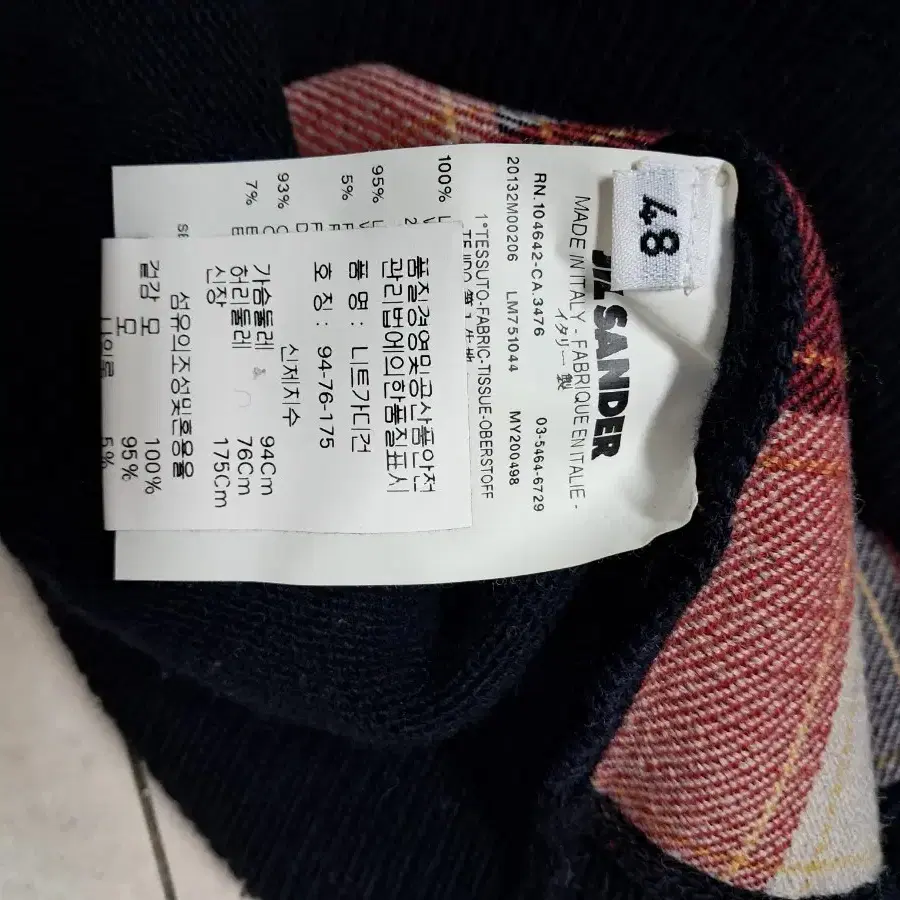 48
JIL SANDER
MADE IN ITALY - FABRIQUE EN ITALIE -
イタリー製
RN.104642-CA.3476 03-5464-6729
20132M00206 LM751044 MY200498
1°TESSUTO-FABRIC-TISSUE-OBERSTOFF
100%
95%
5%
93%
7%
품질경영및공산품안전
관리법에의한품질표시
품 명 : 니트가디건
호 칭 : 94-76-175
신체치수
가슴둘레 94Cm
허리둘레 76Cm
신장 175Cm
섬유의조성및혼용율
겉감 모 100%
모 95%
5%